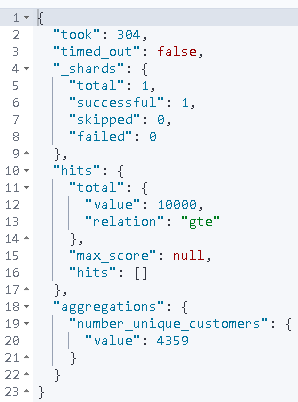 1 {
2 "took": 304,
3 "timed_out": false,
4 "_shards": {
5 "total": 1,
6 "successful": 1,
7 "skipped": 0,
8 "failed": 0
9 },
10 "hits": {
11 "total": {
12 "value": 10000,
13 "relation": "gte"
14 },
15 "max_score": null,
16 "hits": []
17 },
18 "aggregations": {
19 "number_unique_customers": {
20 "value": 4359
21 }
22 }
23 }